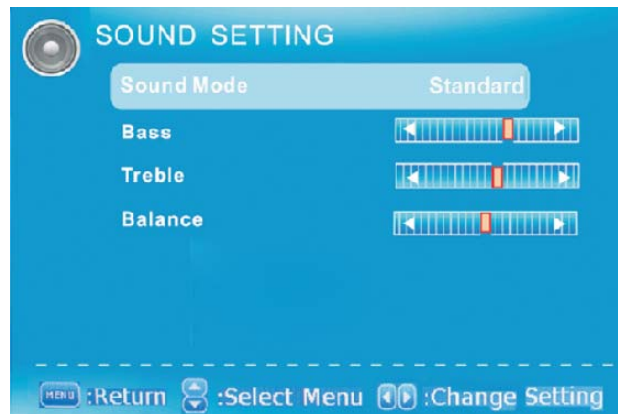 SOUND SETTING
Sound Mode Standard
Bass
Treble
Balance
MENU :Return :Select Menu :Change Setting